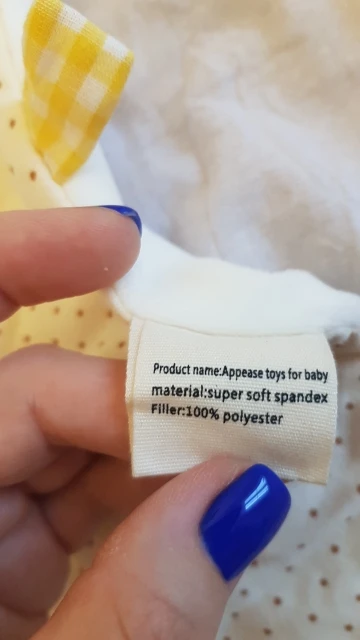 Product name:Appease toys for baby
material:super soft spandex
Filler:100% polyester